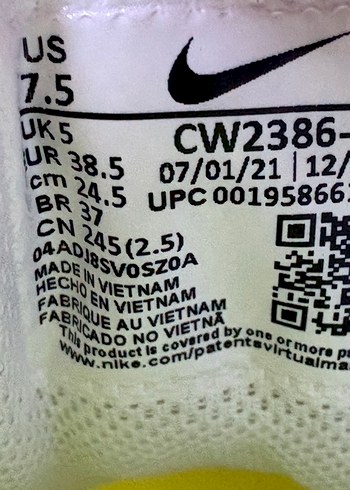 US
7.5
UK 5
EUR 38.5
cm 24.5
BR 37
CN 245 (2.5)
04ADJ8SV0SZ0A
MADE IN VIETNAM
HECHO EN VIETNAM
FABRIQUE AU VIETNAM
FABRICADO NO VIETNÃ
This product is covered by one or more
www.nike.com/patents
CW2386-
07/01/21 | 12/
UPC 001958663